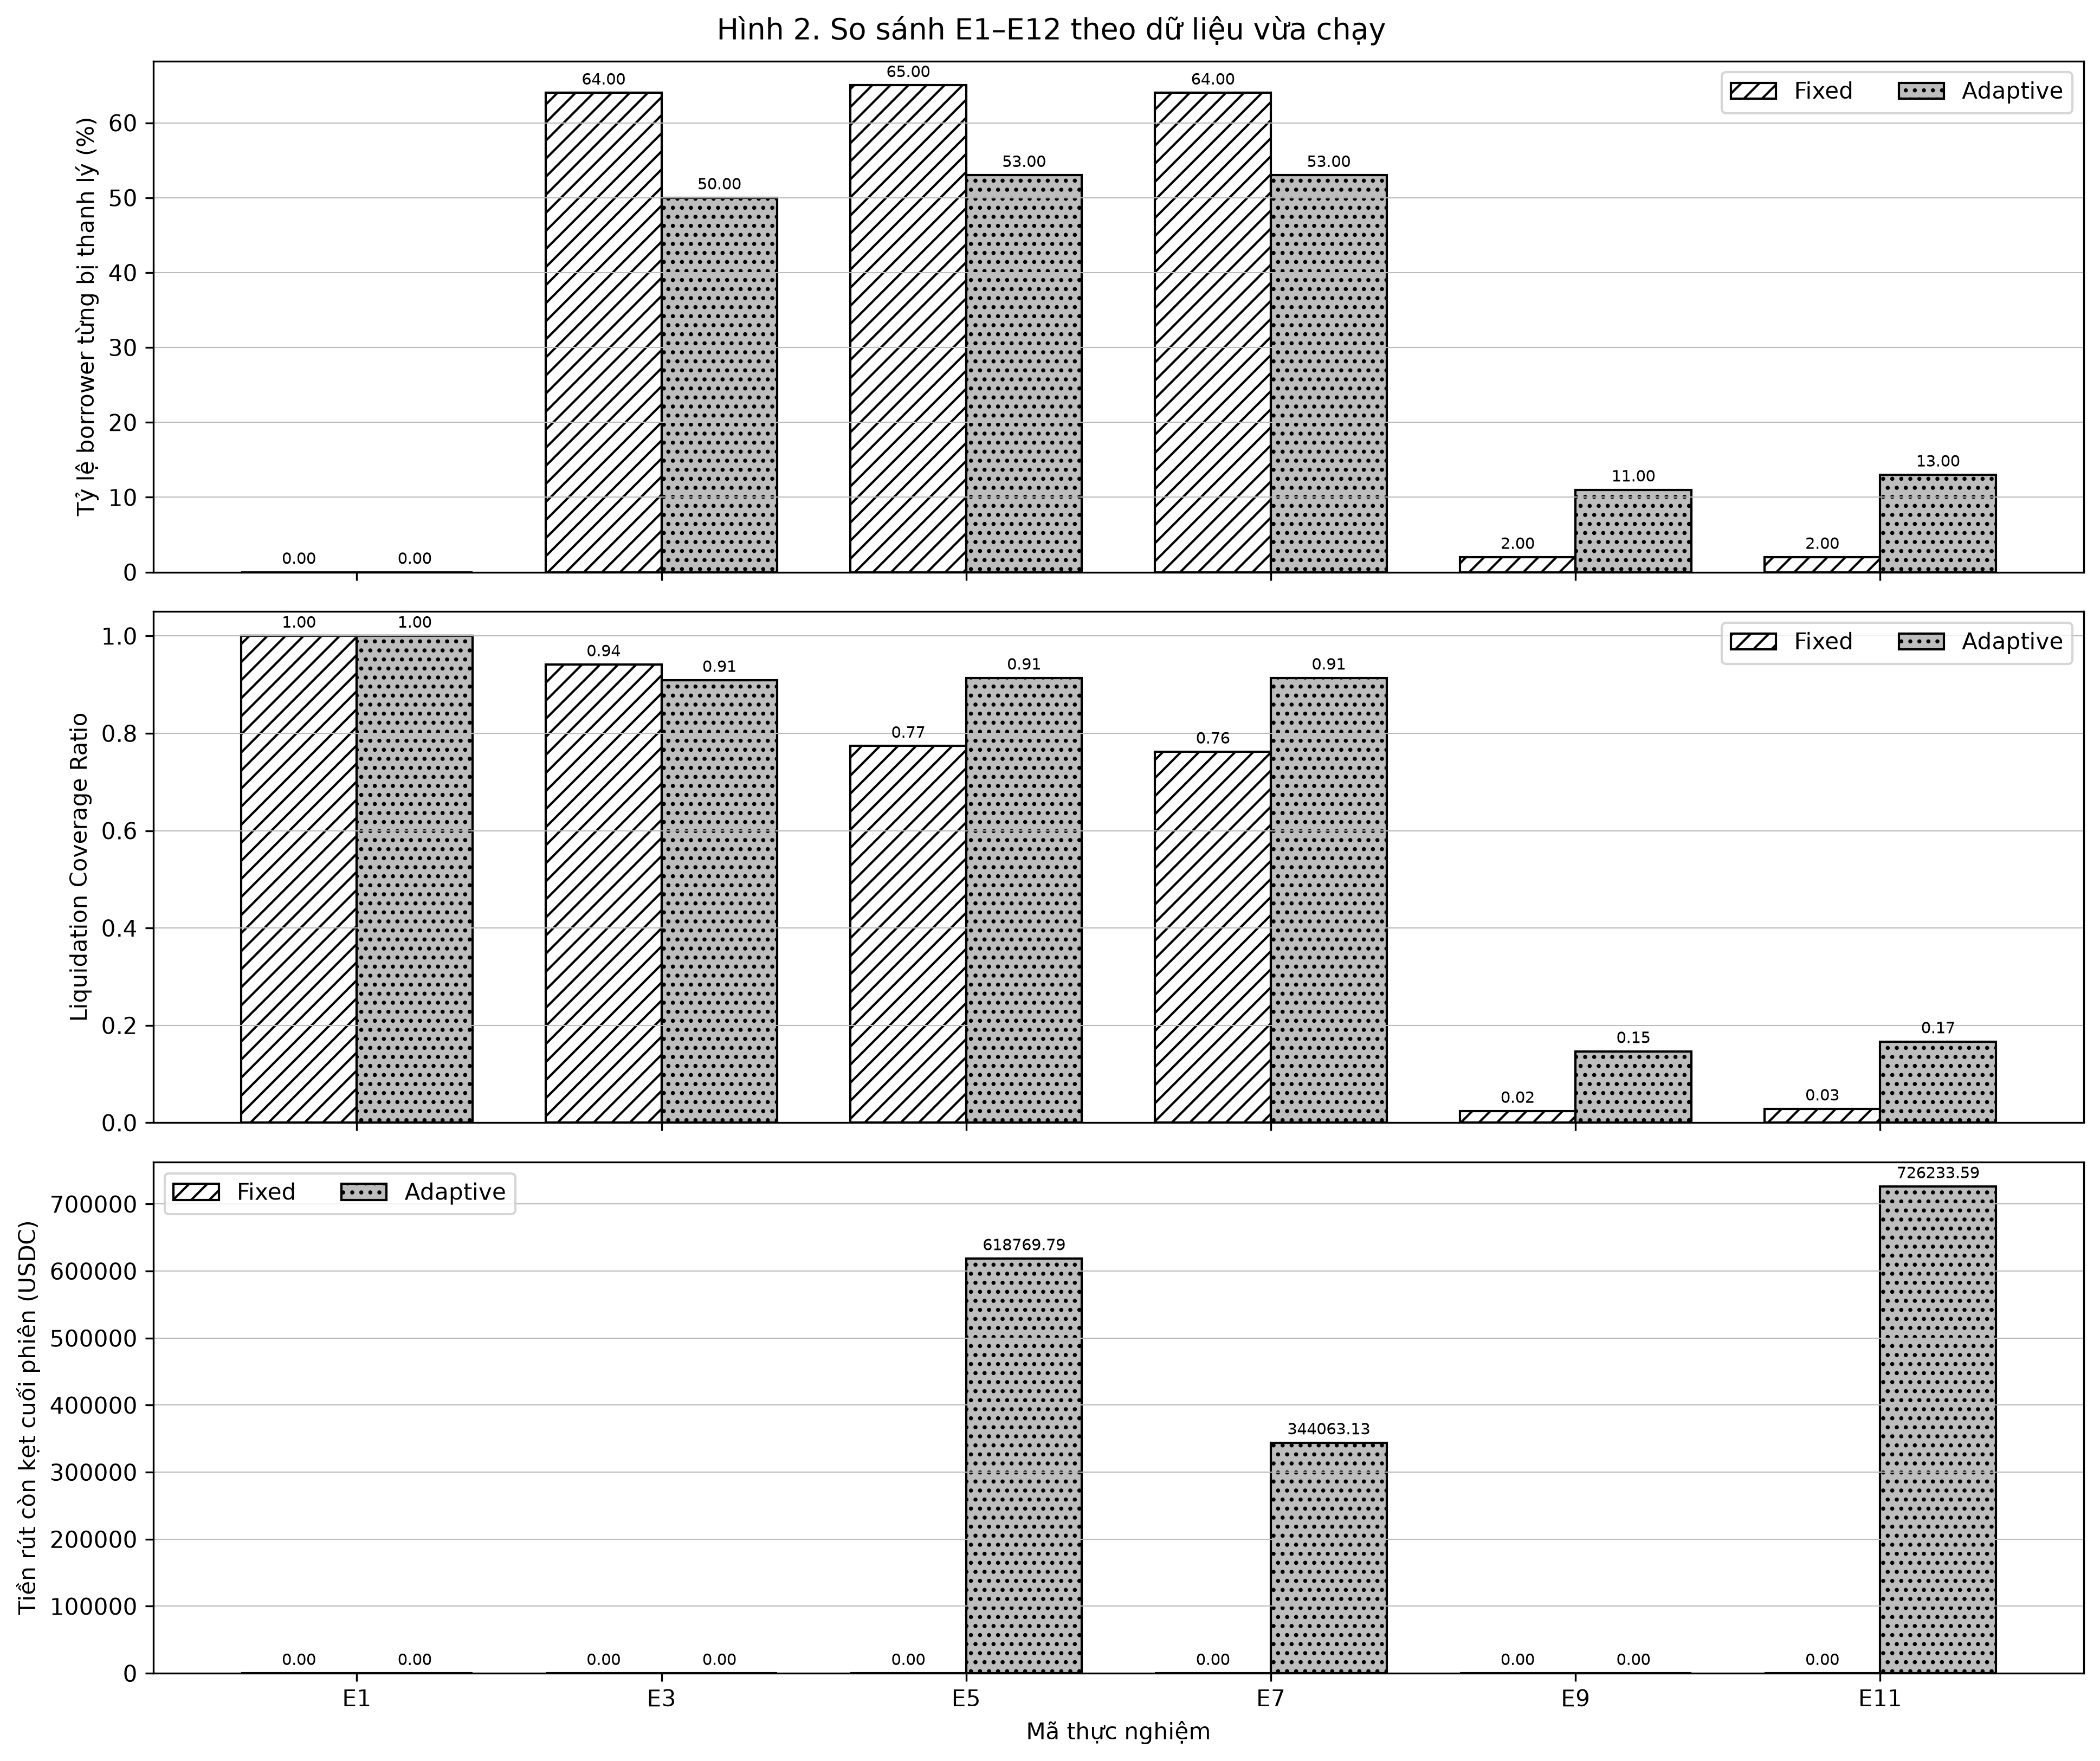 Hình 2. So sánh E1–E12 theo dữ liệu vừa chạy
Tỷ lệ borrower từng bị thanh lý (%)
60
50
40
30
20
10
0
Fixed Adaptive
0.00 0.00 64.00 50.00 65.00 53.00 64.00 53.00 2.00 11.00 2.00 13.00
Liquidation Coverage Ratio
1.0
0.8
0.6
0.4
0.2
0.0
Fixed Adaptive
1.00 1.00 0.94 0.91 0.77 0.91 0.76 0.91 0.02 0.15 0.03 0.17
Tiền rút còn kẹt cuối phiên (USDC)
700000
600000
500000
400000
300000
200000
100000
0
Fixed Adaptive
0.00 0.00 0.00 0.00 0.00 618769.79 0.00 344063.13 0.00 0.00 0.00 726233.59
E1 E3 E5 E7 E9 E11
Mã thực nghiệm